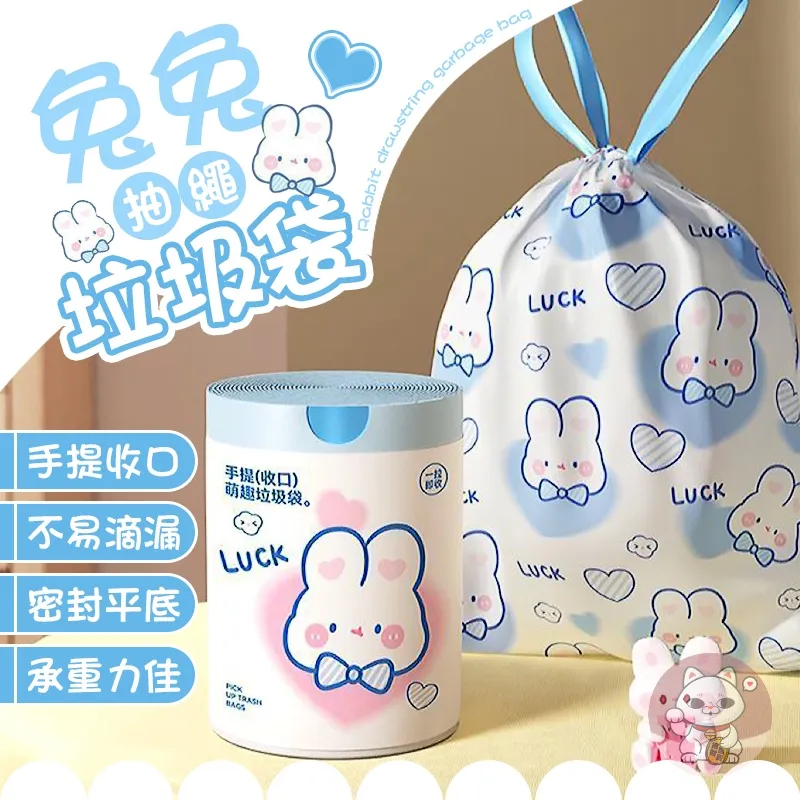 兔兔
抽繩
垃圾袋
Rabbit drawstring garbage bag
手提收口
不易滴漏
密封平底
承重力佳
手提(收口)
萌趣垃圾袋。
一拉
即收
LUCK
PICK
UP TRASH
BAGS
LUCK
LUCK
LUCK
LUCK